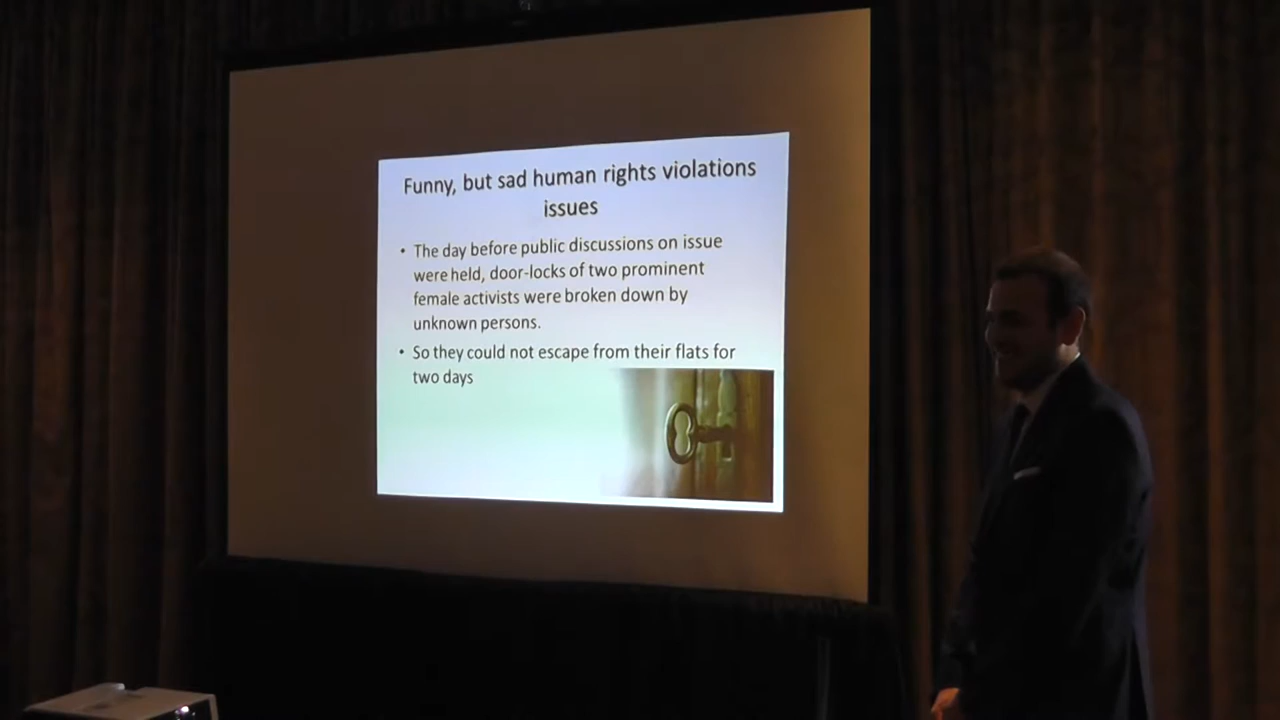 Funny, but sad human rights violations
issues
• The day before public discussions on issue
were held, door-locks of two prominent
female activists were broken down by
unknown persons.
• So they could not escape from their flats for
two days